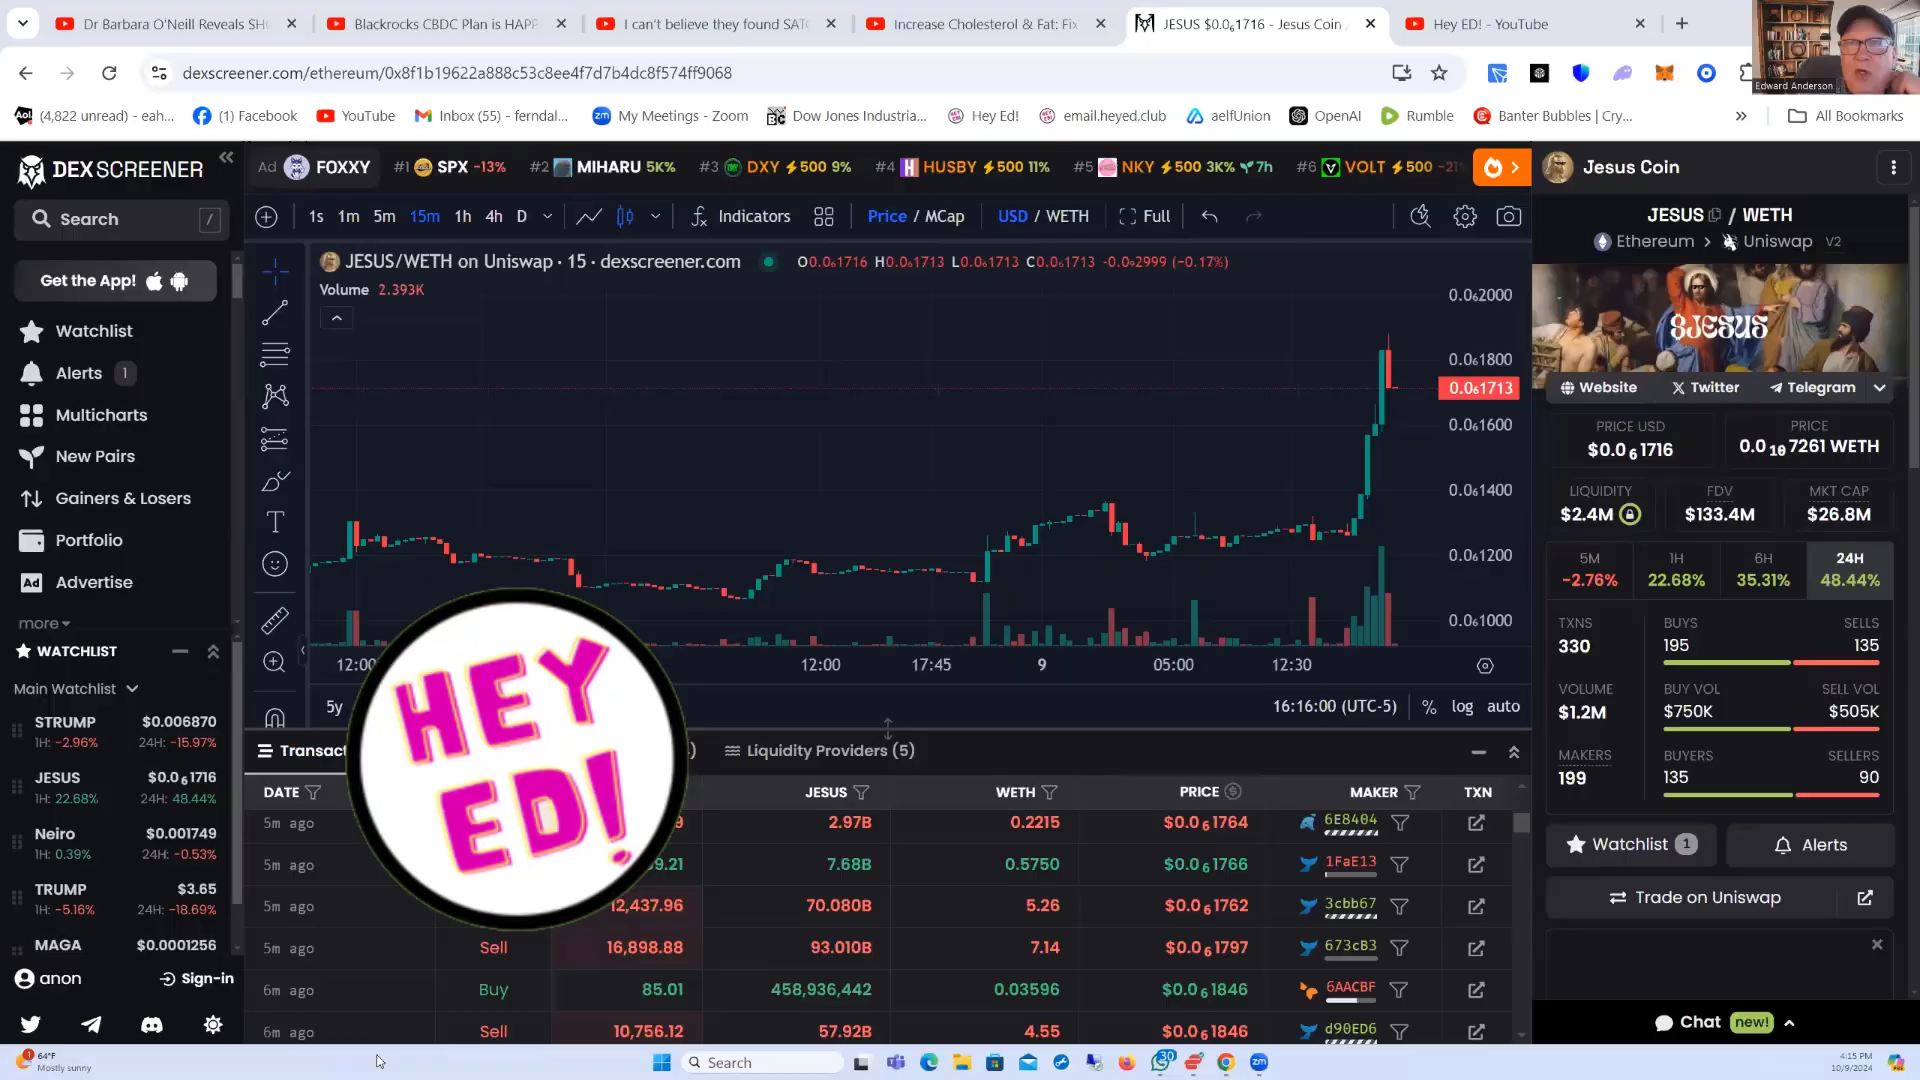 Dr Barbara O'Neill Reveals SH
Blackrocks CBDC Plan is HAPP
I can't believe they found SATO
Increase Cholesterol & Fat: Fix
JESUS $0.0₆1716 - Jesus Coin
Hey ED! - YouTube
dexscreener.com/ethereum/0x8f1b19622a888c53c8ee4f7d7b4dc8f574ff9068
Edward Anderson
(4,822 unread) - eah...
(1) Facebook
YouTube
Inbox (55) - ferndal...
My Meetings - Zoom
Dow Jones Industria...
Hey Ed!
email.heyed.club
aelfUnion
OpenAI
Rumble
Banter Bubbles | Cry...
All Bookmarks
DEX SCREENER
Ad FOXXY
#1 SPX -13%
#2 MIHARU 5K%
#3 DXY 500 9%
#4 HUSBY 500 11%
#5 NKY 500 3K% 7h
#6 VOLT 500 -21
Jesus Coin
Search /
1s 1m 5m 15m 1h 4h D
Indicators
Price / MCap
USD / WETH
Full
JESUS / WETH
Ethereum > Uniswap V2
Get the App!
Watchlist
Alerts 1
Multicharts
New Pairs
Gainers & Losers
Portfolio
Ad Advertise
more
JESUS/WETH on Uniswap · 15 · dexscreener.com
O0.0₆1716 H0.0₆1713 L0.0₆1713 C0.0₆1713 -0.0₉2999 (-0.17%)
Volume 2.393K
0.0₆2000
0.0₆1800
0.0₆1713
0.0₆1600
0.0₆1400
0.0₆1200
0.0₆1000
12:00
12:00
17:45
9
05:00
12:30
5y
16:16:00 (UTC-5)
% log auto
$JESUS
Website
Twitter
Telegram
PRICE USD
$0.0₆1716
PRICE
0.0₁₀7261 WETH
LIQUIDITY
$2.4M
FDV
$133.4M
MKT CAP
$26.8M
5M
-2.76%
1H
22.68%
6H
35.31%
24H
48.44%
TXNS
330
BUYS
195
SELLS
135
VOLUME
$1.2M
BUY VOL
$750K
SELL VOL
$505K
MAKERS
199
BUYERS
135
SELLERS
90
Watchlist 1
Alerts
Trade on Uniswap
Chat new!
WATCHLIST
Main Watchlist
STRUMP $0.006870
1H: -2.96% 24H: -15.97%
JESUS $0.0₆1716
1H: 22.68% 24H: 48.44%
Neiro $0.001749
1H: 0.39% 24H: -0.53%
TRUMP $3.65
1H: -5.16% 24H: -18.69%
MAGA $0.0001256
anon
Sign-in
HEY
ED!
Transact
Liquidity Providers (5)
DATE JESUS WETH PRICE MAKER TXN
5m ago 9 2.97B 0.2215 $0.0₆1764 6E8404
5m ago 9.21 7.68B 0.5750 $0.0₆1766 1FaE13
5m ago 12,437.96 70.080B 5.26 $0.0₆1762 3cbb67
5m ago Sell 16,898.88 93.010B 7.14 $0.0₆1797 673cB3
6m ago Buy 85.01 458,936,442 0.03596 $0.0₆1846 6AACBF
6m ago Sell 10,756.12 57.92B 4.55 $0.0₆1846 d90ED6
1
64°F
Mostly sunny
Search
30
zm
4:15 PM
10/9/2024